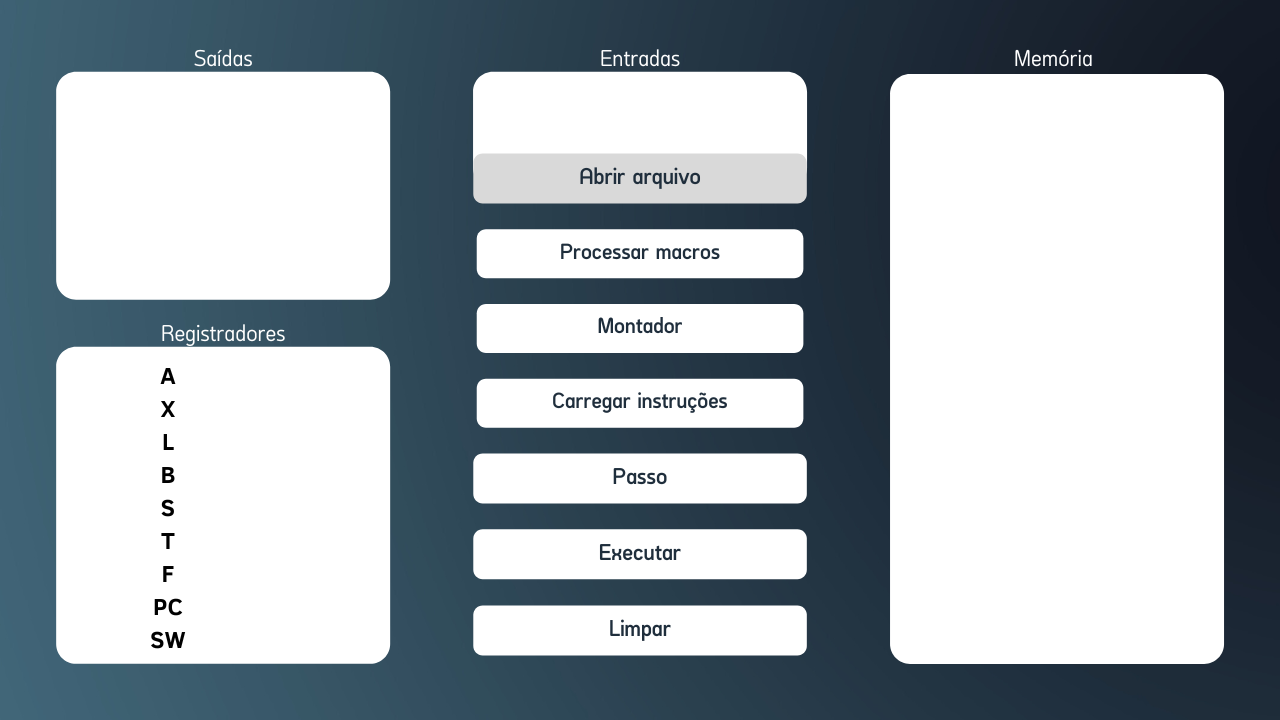 Saídas
Registradores
A
X
L
B
S
T
F
PC
SW
Entradas
Abrir arquivo
Processar macros
Montador
Carregar instruções
Passo
Executar
Limpar
Memória